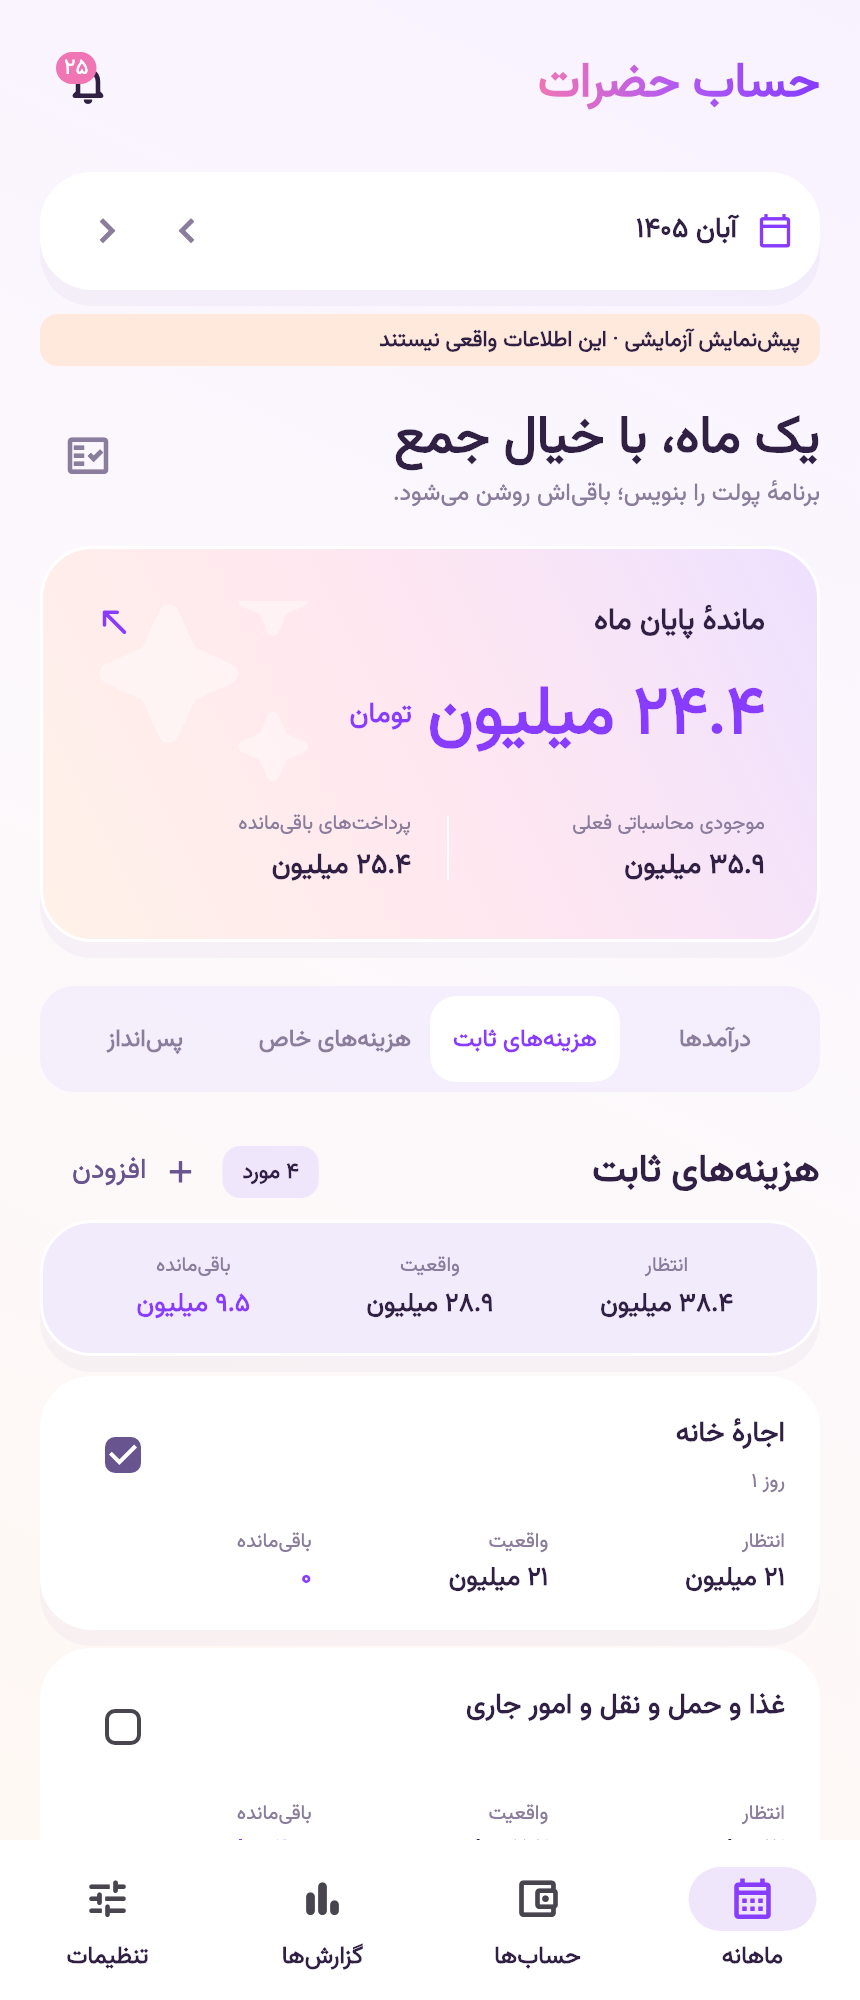 حساب حضرات
۲۵
آبان ۱۴۰۵
پیش‌نمایش آزمایشی · این اطلاعات واقعی نیستند
یک ماه، با خیال جمع
برنامهٔ پولت را بنویس؛ باقی‌اش روشن می‌شود.
ماندهٔ پایان ماه
۲۴.۴ میلیون تومان
موجودی محاسباتی فعلی پرداخت‌های باقی‌مانده
۳۵.۹ میلیون ۲۵.۴ میلیون
درآمدها هزینه‌های ثابت هزینه‌های خاص پس‌انداز
هزینه‌های ثابت ۴ مورد + افزودن
انتظار واقعیت باقی‌مانده
۳۸.۴ میلیون ۲۸.۹ میلیون ۹.۵ میلیون
اجارهٔ خانه
روز ۱
انتظار واقعیت باقی‌مانده
۲۱ میلیون ۲۱ میلیون ۰
غذا و حمل و نقل و امور جاری
انتظار واقعیت باقی‌مانده
ماهانه حساب‌ها گزارش‌ها تنظیمات